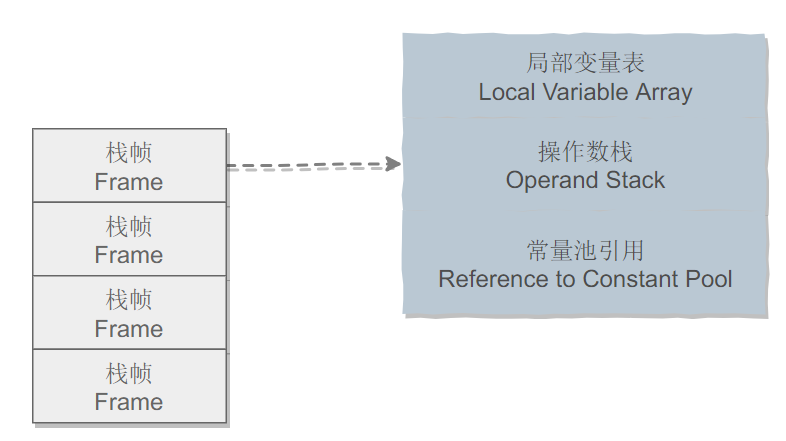 栈帧
Frame
栈帧
Frame
栈帧
Frame
栈帧
Frame
局部变量表
Local Variable Array
操作数栈
Operand Stack
常量池引用
Reference to Constant Pool